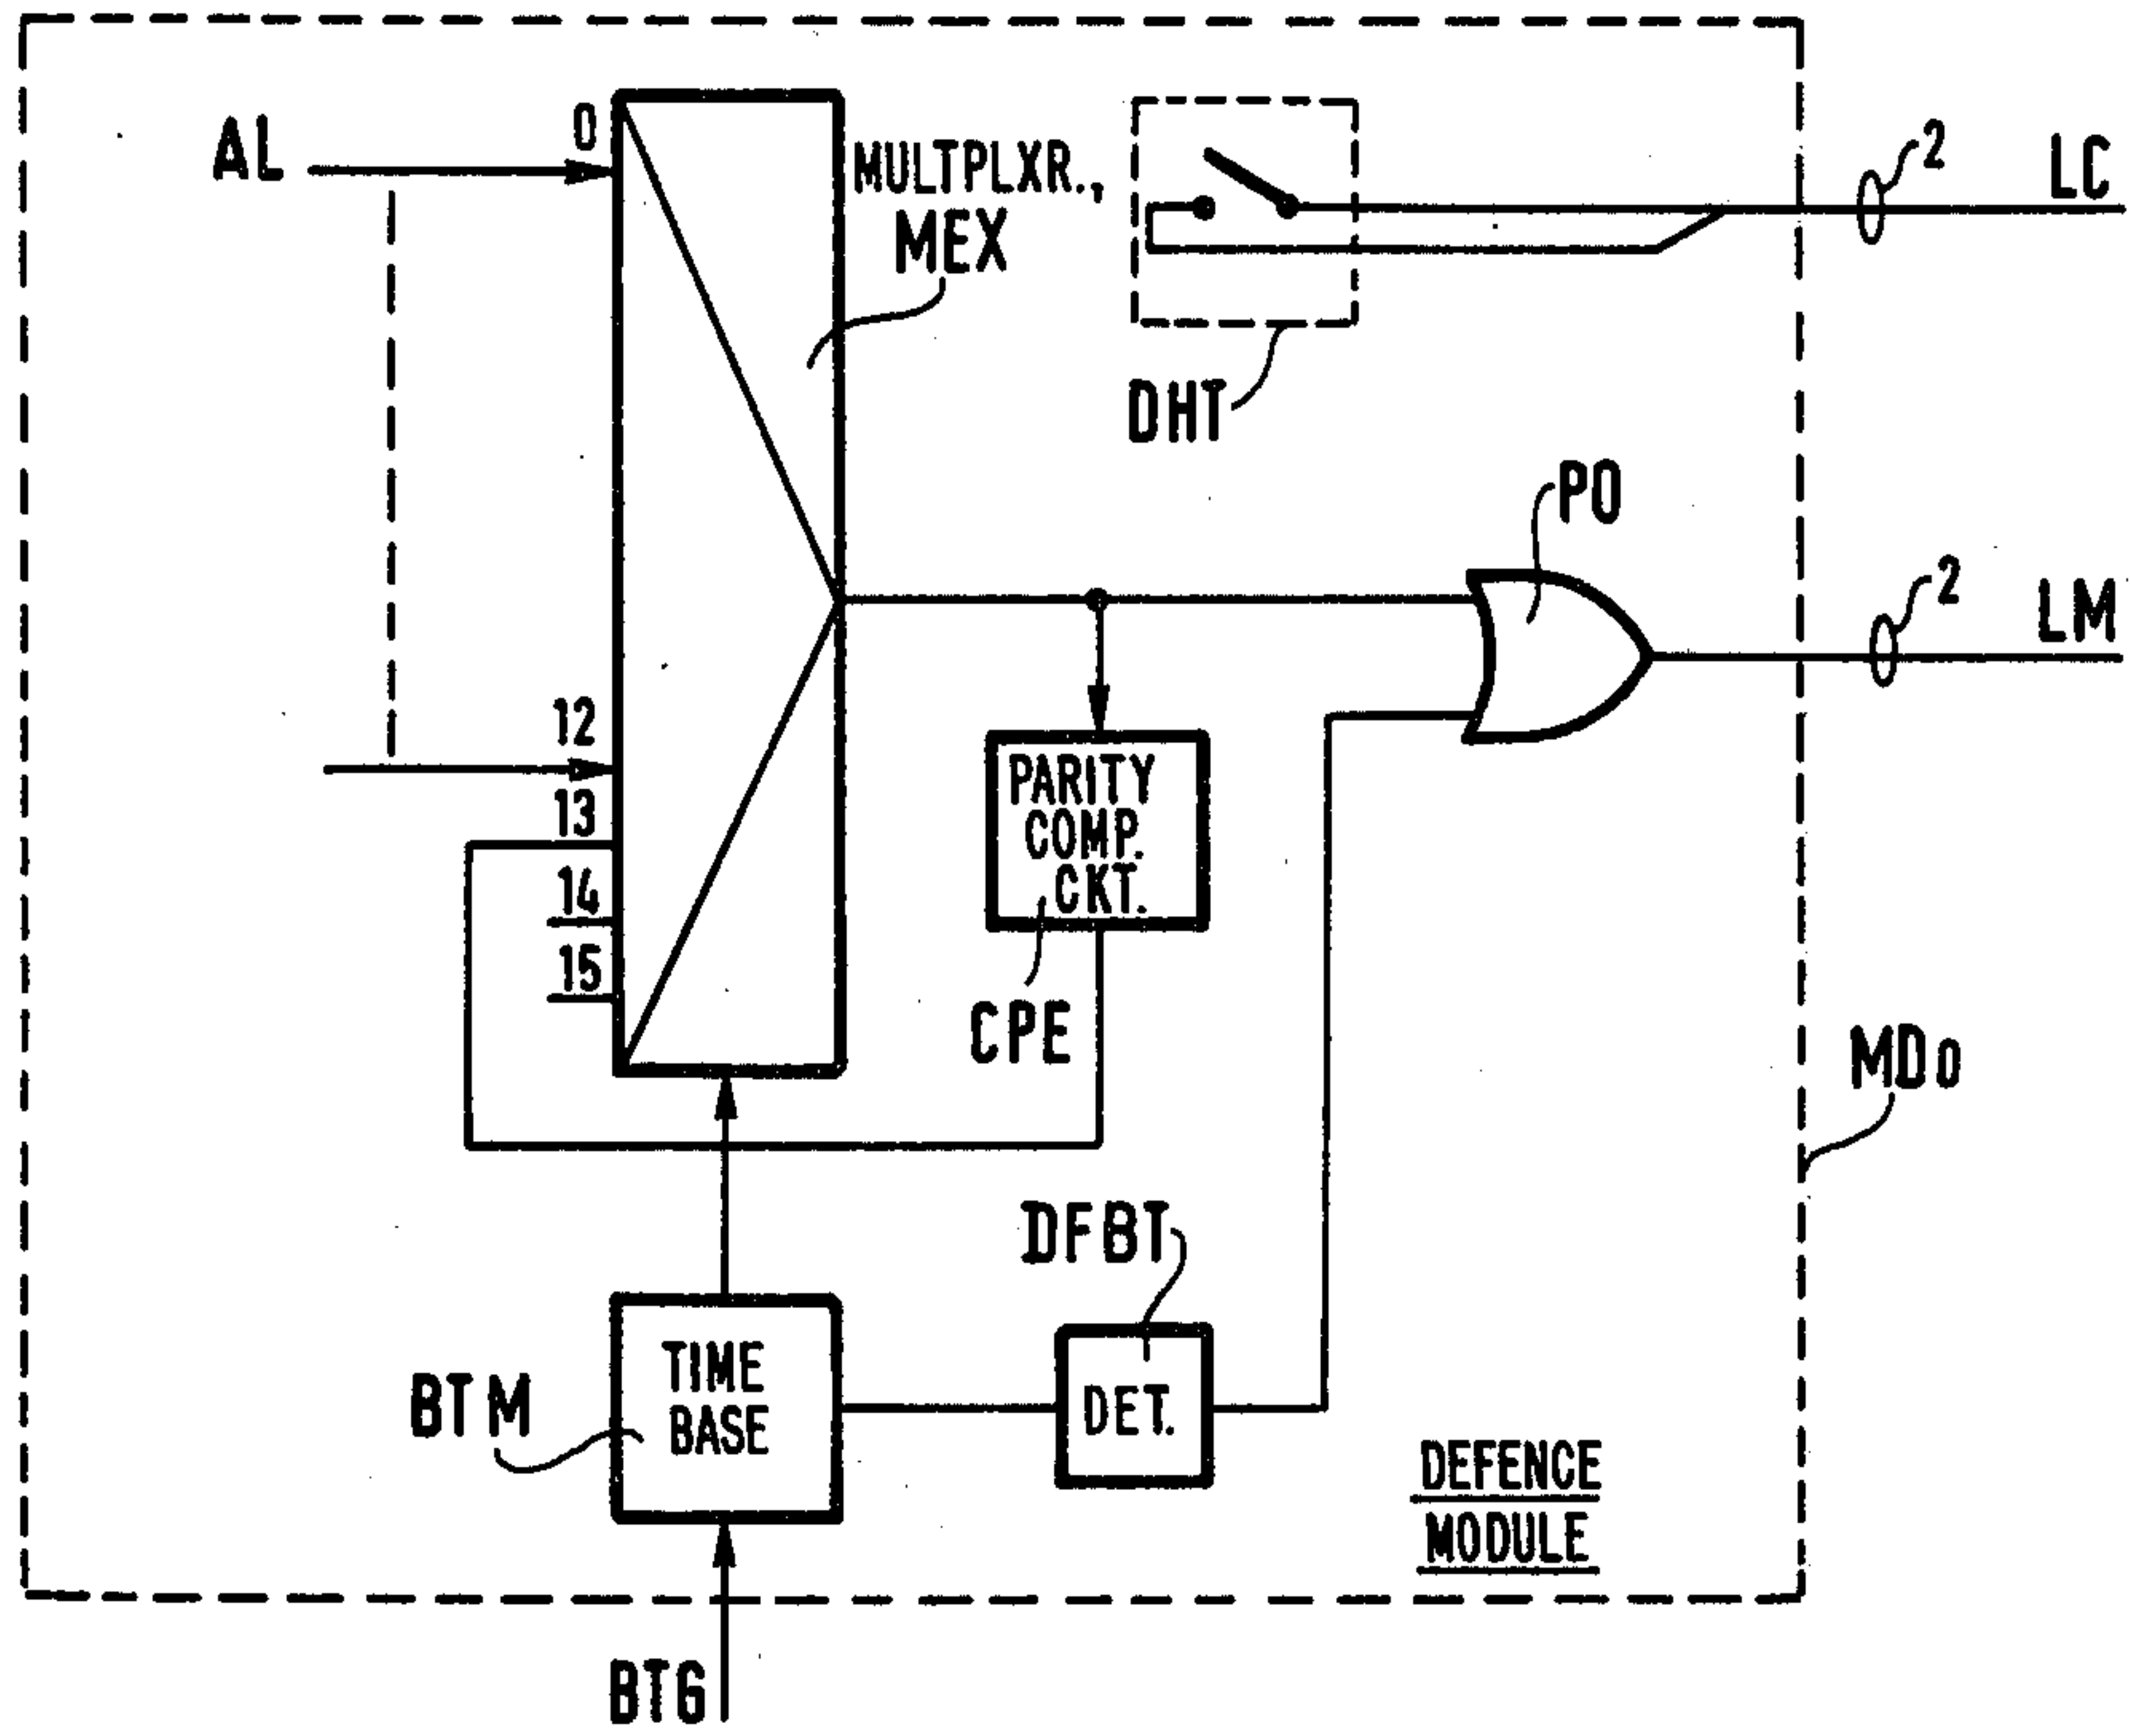 AL
0
MULTPLXR.,
MEX
2
LC
DHT
PO
2
LM
12
13
14
15
PARITY
COMP.
CKT.
CPE
MD0
DFBT
BTM
TIME
BASE
DET.
DEFENCE
MODULE
BTG